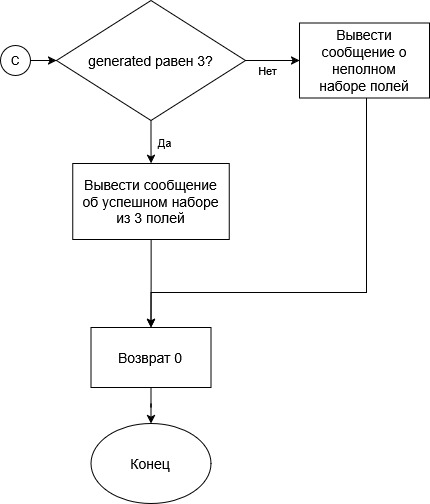 С
generated равен 3?
Нет
Вывести
сообщение о
неполном
наборе полей
Да
Вывести сообщение
об успешном наборе
из 3 полей
Возврат 0
Конец